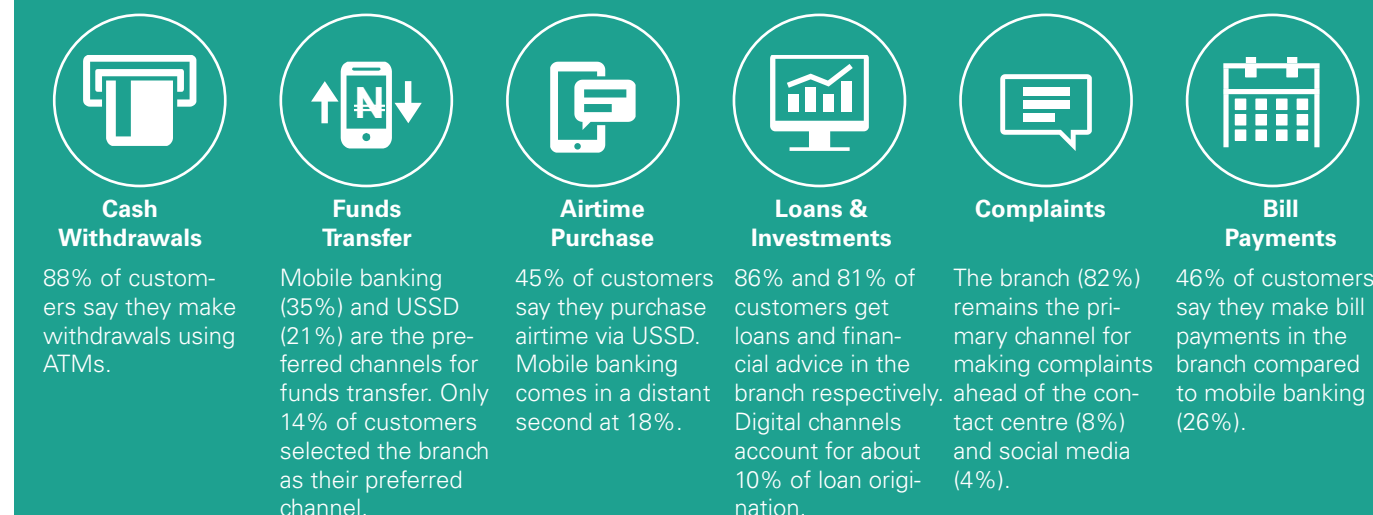 ₦
Cash
Withdrawals
88% of custom-
ers say they make
withdrawals using
ATMs.
Funds
Transfer
Mobile banking
(35%) and USSD
(21%) are the pre-
ferred channels for
funds transfer. Only
14% of customers
selected the branch
as their preferred
channel.
Airtime
Purchase
45% of customers
say they purchase
airtime via USSD.
Mobile banking
comes in a distant
second at 18%.
Loans &
Investments
86% and 81% of
customers get
loans and finan-
cial advice in the
branch respectively.
Digital channels
account for about
10% of loan origi-
nation.
Complaints
The branch (82%)
remains the pri-
mary channel for
making complaints
ahead of the con-
tact centre (8%)
and social media
(4%).
Bill
Payments
46% of customers
say they make bill
payments in the
branch compared
to mobile banking
(26%).